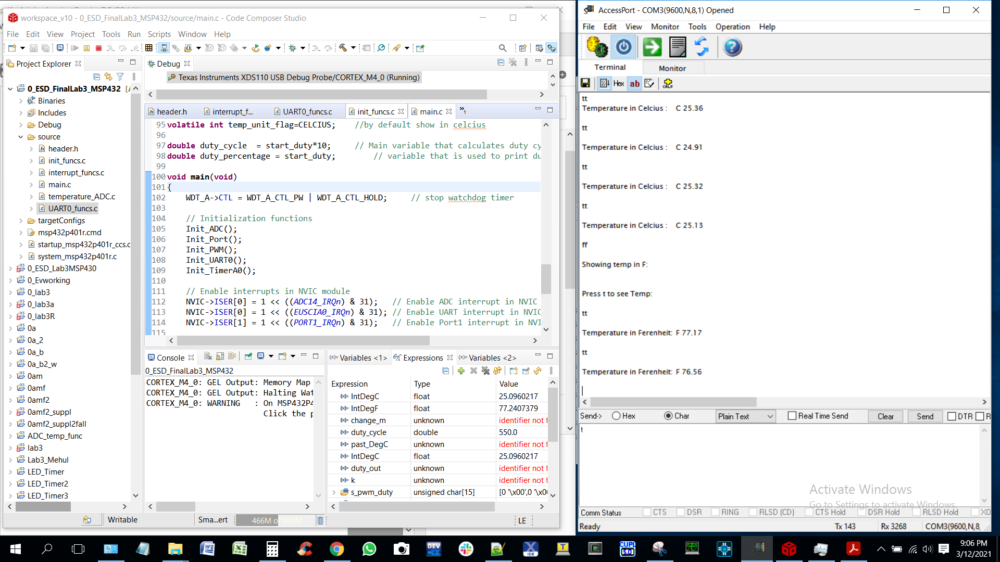 workspace_v10 - 0_ESD_FinalLab3_MSP432/source/main.c - Code Composer Studio
File Edit View Project Tools Run Scripts Window Help
Project Explorer
0_ESD_FinalLab3_MSP432
Binaries
Includes
Debug
source
header.h
init_funcs.c
interrupt_funcs.c
main.c
temperature_ADC.c
UART0_funcs.c
targetConfigs
msp432p401r.cmd
startup_msp432p401r_ccs.c
system_msp432p401r.c
0_ESD_Lab3MSP430
0_Evworking
0_lab3
0_lab3a
0_lab3R
0a
0a_2
0a_b
0a_b2_w
0am
0amf
0amf2
0amf2_suppl
0amf2_suppl2fall
ADC_temp_func
lab3
Lab3_Mehul
LED_Timer
LED_Timer2
LED_Timer3
Debug
Texas Instruments XDS110 USB Debug Probe/CORTEX_M4_0 (Running)
header.h interrupt_f... UART0_funcs.c init_funcs.c main.c »1
95 volatile int temp_unit_flag=CELCIUS; //by default show in celcius
96
97 double duty_cycle = start_duty*10; // Main variable that calculates duty cy
98 double duty_percentage = start_duty; // variable that is used to print du
99
100 void main(void)
101 {
102 WDT_A->CTL = WDT_A_CTL_PW | WDT_A_CTL_HOLD; // stop watchdog timer
103
104 // Initialization functions
105 Init_ADC();
106 Init_Port();
107 Init_PWM();
108 Init_UART0();
109 Init_TimerA0();
110
111 // Enable interrupts in NVIC module
112 NVIC->ISER[0] = 1 << ((ADC14_IRQn) & 31); // Enable ADC interrupt in NVIC
113 NVIC->ISER[0] = 1 << ((EUSCIA0_IRQn) & 31); // Enable UART interrupt in NVIC
114 NVIC->ISER[1] = 1 << ((PORT1_IRQn) & 31); // Enable Port1 interrupt in NVI
115
Console
0_ESD_FinalLab3_MSP432
CORTEX_M4_0: GEL Output: Memory Map
CORTEX_M4_0: GEL Output: Halting Wat
CORTEX_M4_0: WARNING : On MSP432P4
Click the p
Variables <1> Expressions Variables <2>
Expression Type Value
IntDegC float 25.0960217
IntDegF float 77.2407379
change_m unknown identifier not f
duty_cycle double 550.0
past_DegC unknown identifier not f
IntDegC float 25.0960217
duty_out unknown identifier not f
k unknown identifier not f
s_pwm_duty unsigned char[15] [0 '\x00',0 '\x0
Writable Sma...ert 466M of 889M LE
AccessPort - COM3(9600,N,8,1) Opened
File Edit View Monitor Tools Operation Help
Terminal Monitor
Hex ab CRLF
tt
Temperature in Celcius : C 25.36
tt
Temperature in Celcius : C 24.91
tt
Temperature in Celcius : C 25.32
tt
Temperature in Celcius : C 25.13
ff
Showing temp in F:
Press t to see Temp:
tt
Temperature in Ferenheit: F 77.17
tt
Temperature in Ferenheit: F 76.56
Send-> Hex Char Plain Text Real Time Send Clear Send DTR R
t
Activate Windows
Go to Settings to activate Windows.
Comm Status CTS DSR RING RLSD (CD) CTS Hold DSR Hold RLSD Hold XO
Ready Tx 143 Rx 3268 COM3(9600,N,8,
DEV
CUPL 5.0
IDE
9:06 PM
3/12/2021